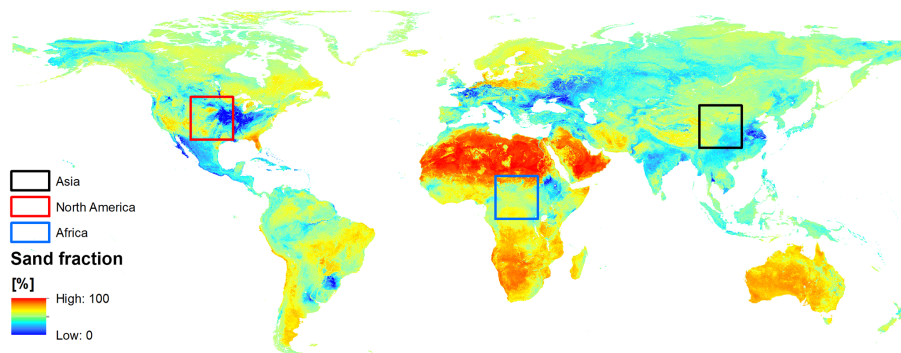 Asia
North America
Africa
Sand fraction
[%]
High: 100
Low: 0